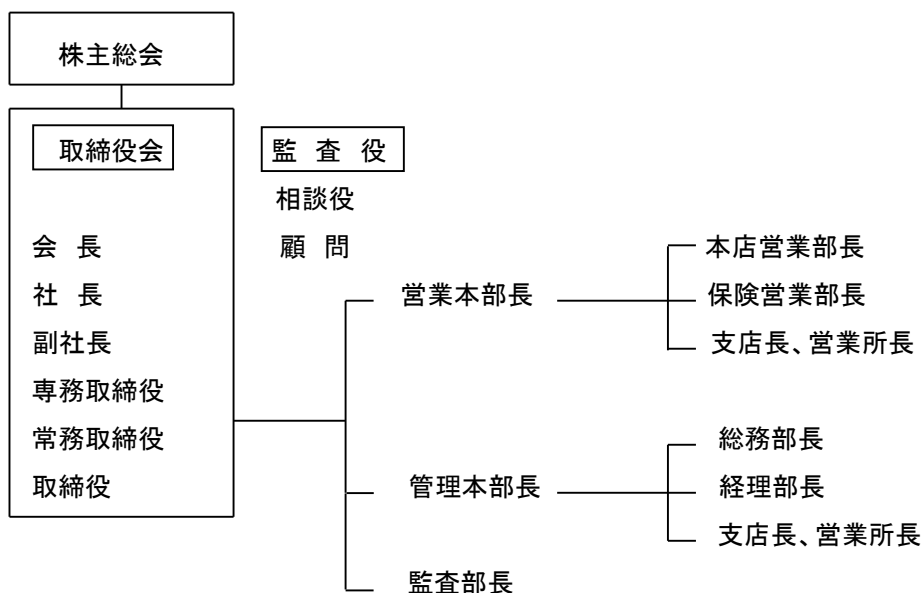 株主総会
取締役会
監 査 役
相談役
会 長
顧 問
社 長
副社長
専務取締役
常務取締役
取締役
営業本部長
本店営業部長
保険営業部長
支店長、営業所長
管理本部長
総務部長
経理部長
支店長、営業所長
監査部長